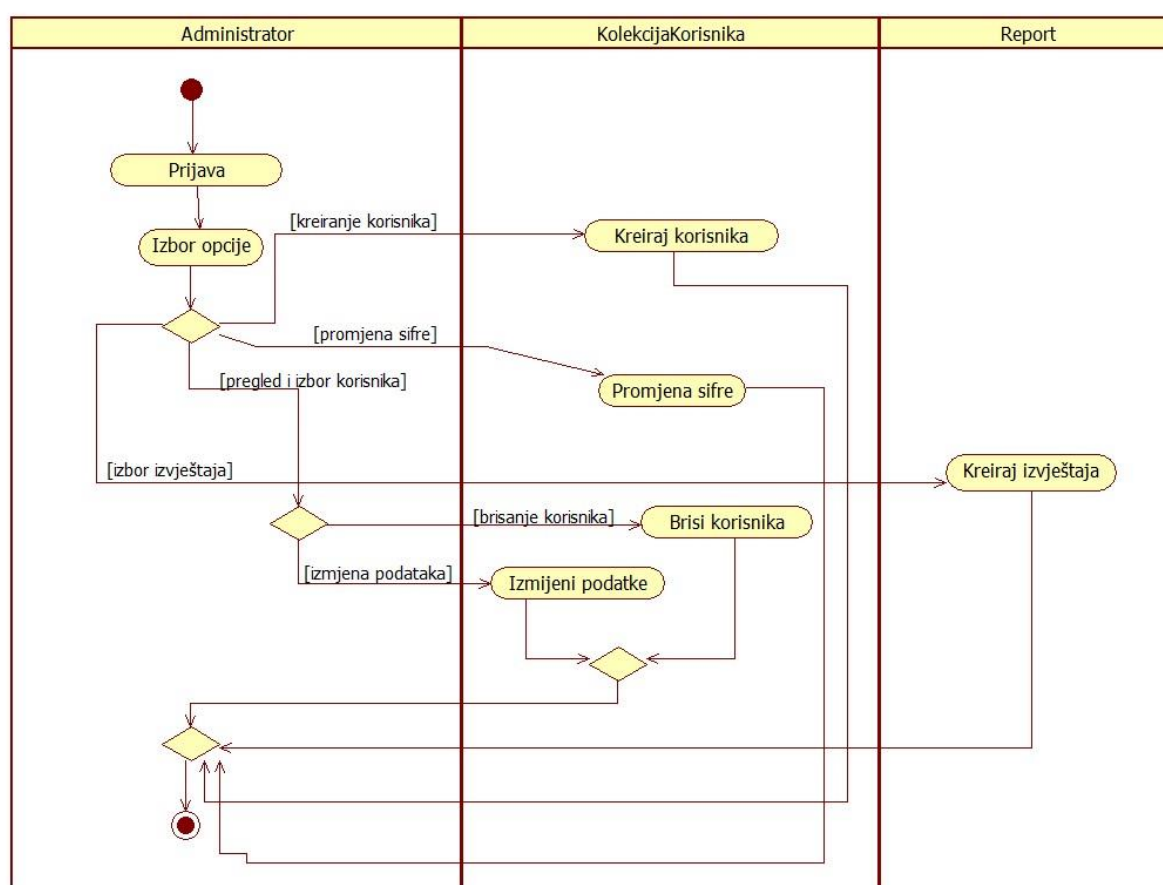 Administrator
KolekcijaKorisnika
Report
Prijava
[kreiranje korisnika]
Kreiraj korisnika
Izbor opcije
[promjena sifre]
[pregled i izbor korisnika]
Promjena sifre
[izbor izvještaja]
Kreiraj izvještaja
[brisanje korisnika]
Brisi korisnika
[izmjena podataka]
Izmijeni podatke